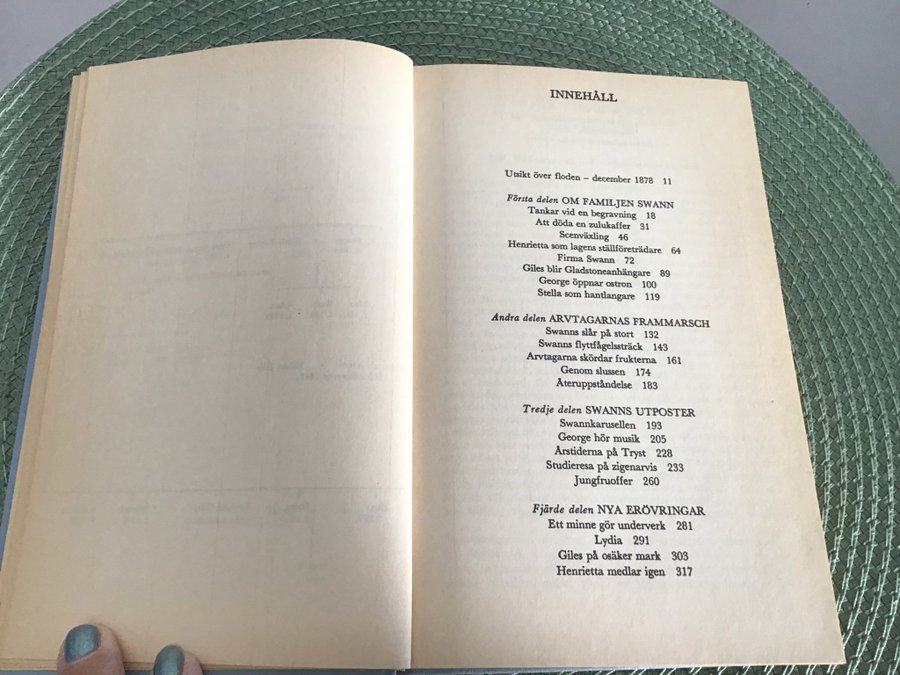 INNEHÅLL
Utsikt över floden – december 1878 11
Första delen OM FAMILJEN SWANN
Tankar vid en begravning 18
Att döda en zulukaffer 31
Scenväxling 46
Henrietta som lagens ställföreträdare 64
Firma Swann 72
Giles blir Gladstoneanhängare 89
George öppnar ostron 100
Stella som hantlangare 119
Andra delen ARVTAGARNAS FRAMMARSCH
Swanns slår på stort 132
Swanns flyttfågelssträck 143
Arvtagarna skördar frukterna 161
Genom slussen 174
Återuppståndelse 183
Tredje delen SWANNS UTPOSTER
Swannkarusellen 193
George hör musik 205
Årstiderna på Tryst 228
Studieresa på zigenarvis 233
Jungfruoffer 260
Fjärde delen NYA ERÖVRINGAR
Ett minne gör underverk 281
Lydia 291
Giles på osäker mark 303
Henrietta medlar igen 317